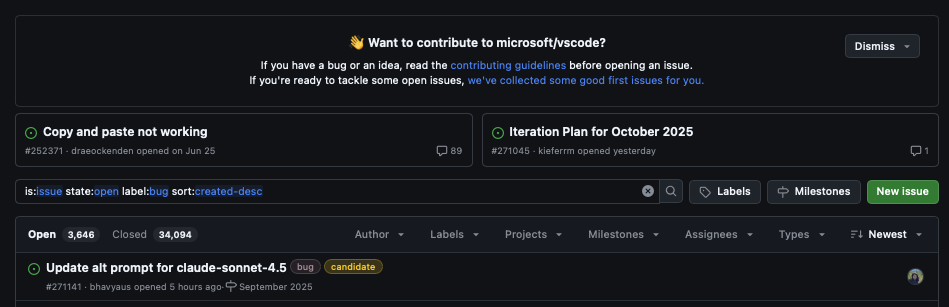 👋 Want to contribute to microsoft/vscode?
Dismiss
If you have a bug or an idea, read the contributing guidelines before opening an issue.
If you're ready to tackle some open issues, we've collected some good first issues for you.
Copy and paste not working
#252371 · draeockenden opened on Jun 25
89
Iteration Plan for October 2025
#271045 · kieferrm opened yesterday
1
is:issue state:open label:bug sort:created-desc
Labels
Milestones
New issue
Open 3,646 Closed 34,094 Author Labels Projects Milestones Assignees Types Newest
Update alt prompt for claude-sonnet-4.5 bug candidate
#271141 · bhavyaus opened 5 hours ago · September 2025